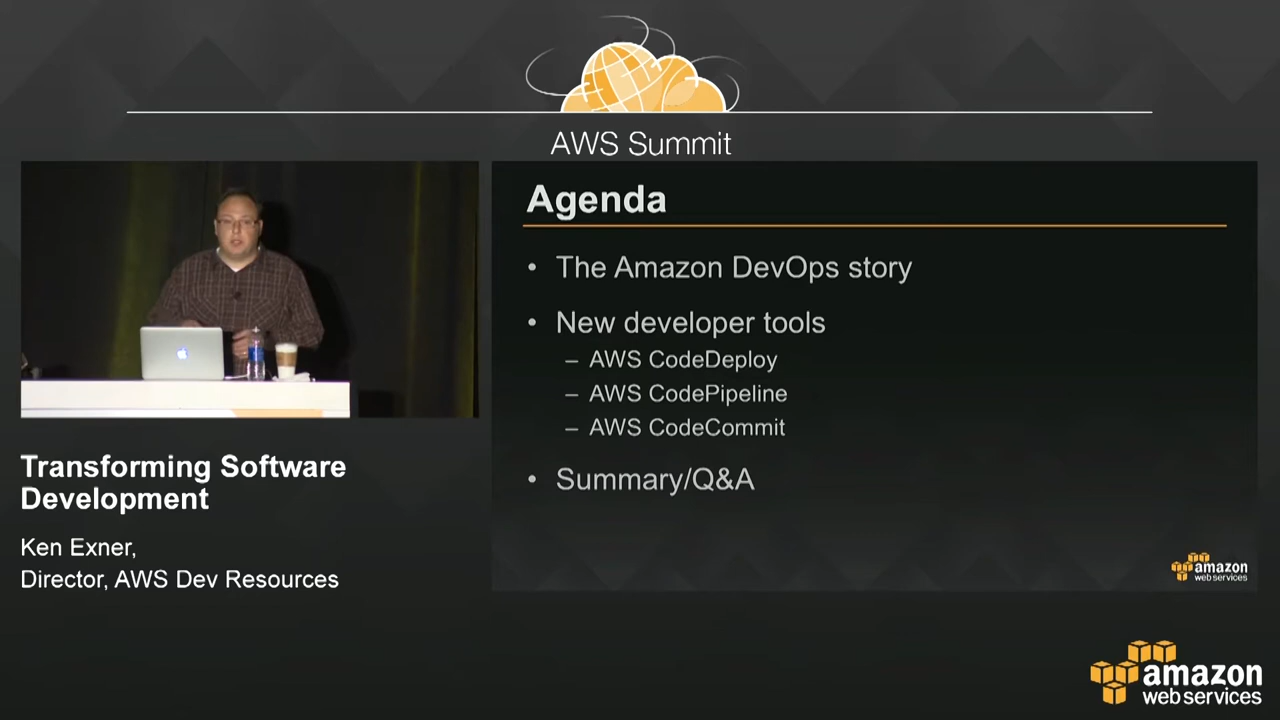 AWS Summit
Agenda
• The Amazon DevOps story
• New developer tools
– AWS CodeDeploy
– AWS CodePipeline
– AWS CodeCommit
• Summary/Q&A
amazon
web services
Transforming Software
Development
Ken Exner,
Director, AWS Dev Resources
amazon
web services